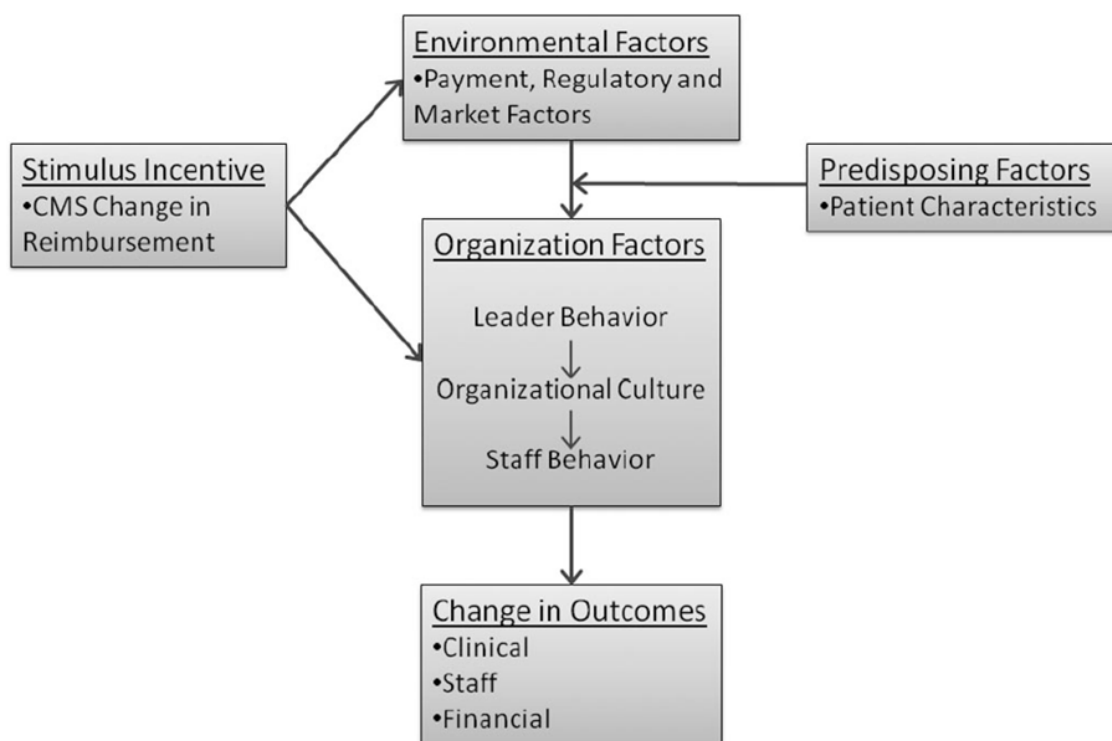 Environmental Factors
•Payment, Regulatory and
Market Factors
Stimulus Incentive
•CMS Change in
Reimbursement
Predisposing Factors
•Patient Characteristics
Organization Factors
Leader Behavior
Organizational Culture
Staff Behavior
Change in Outcomes
•Clinical
•Staff
•Financial